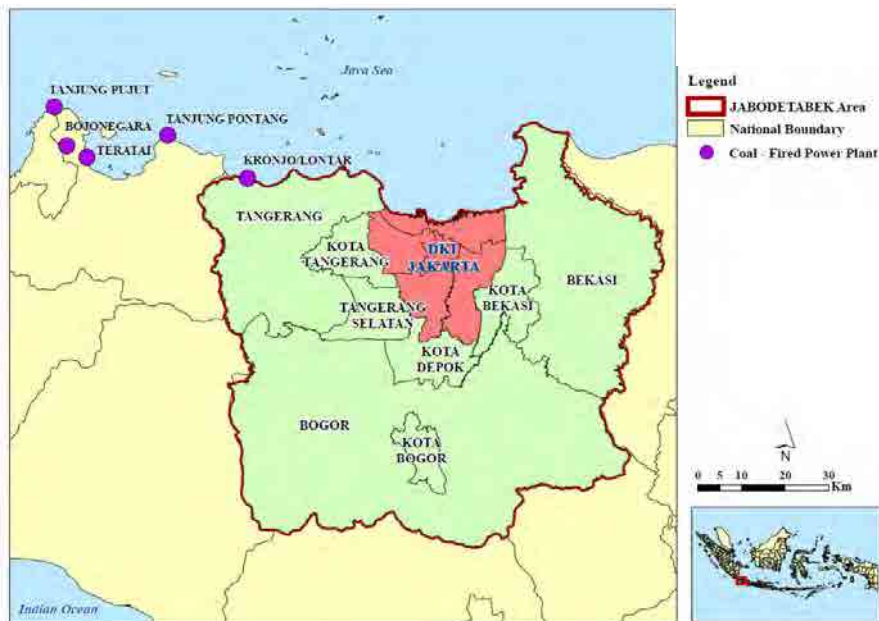 Java Sea
TANJUNG PUJUT
BOJONEGARA
TERATAI
TANJUNG PONTANG
KRONJO/LONTAR
TANGERANG
KOTA
TANGERANG
DKI
JAKARTA
TANGERANG
SELATAN
KOTA
BEKASI
BEKASI
KOTA
DEPOK
BOGOR
KOTA
BOGOR
Indian Ocean
Legend
JABODETABEK Area
National Boundary
Coal - Fired Power Plant
N
0 5 10 20 30
Km